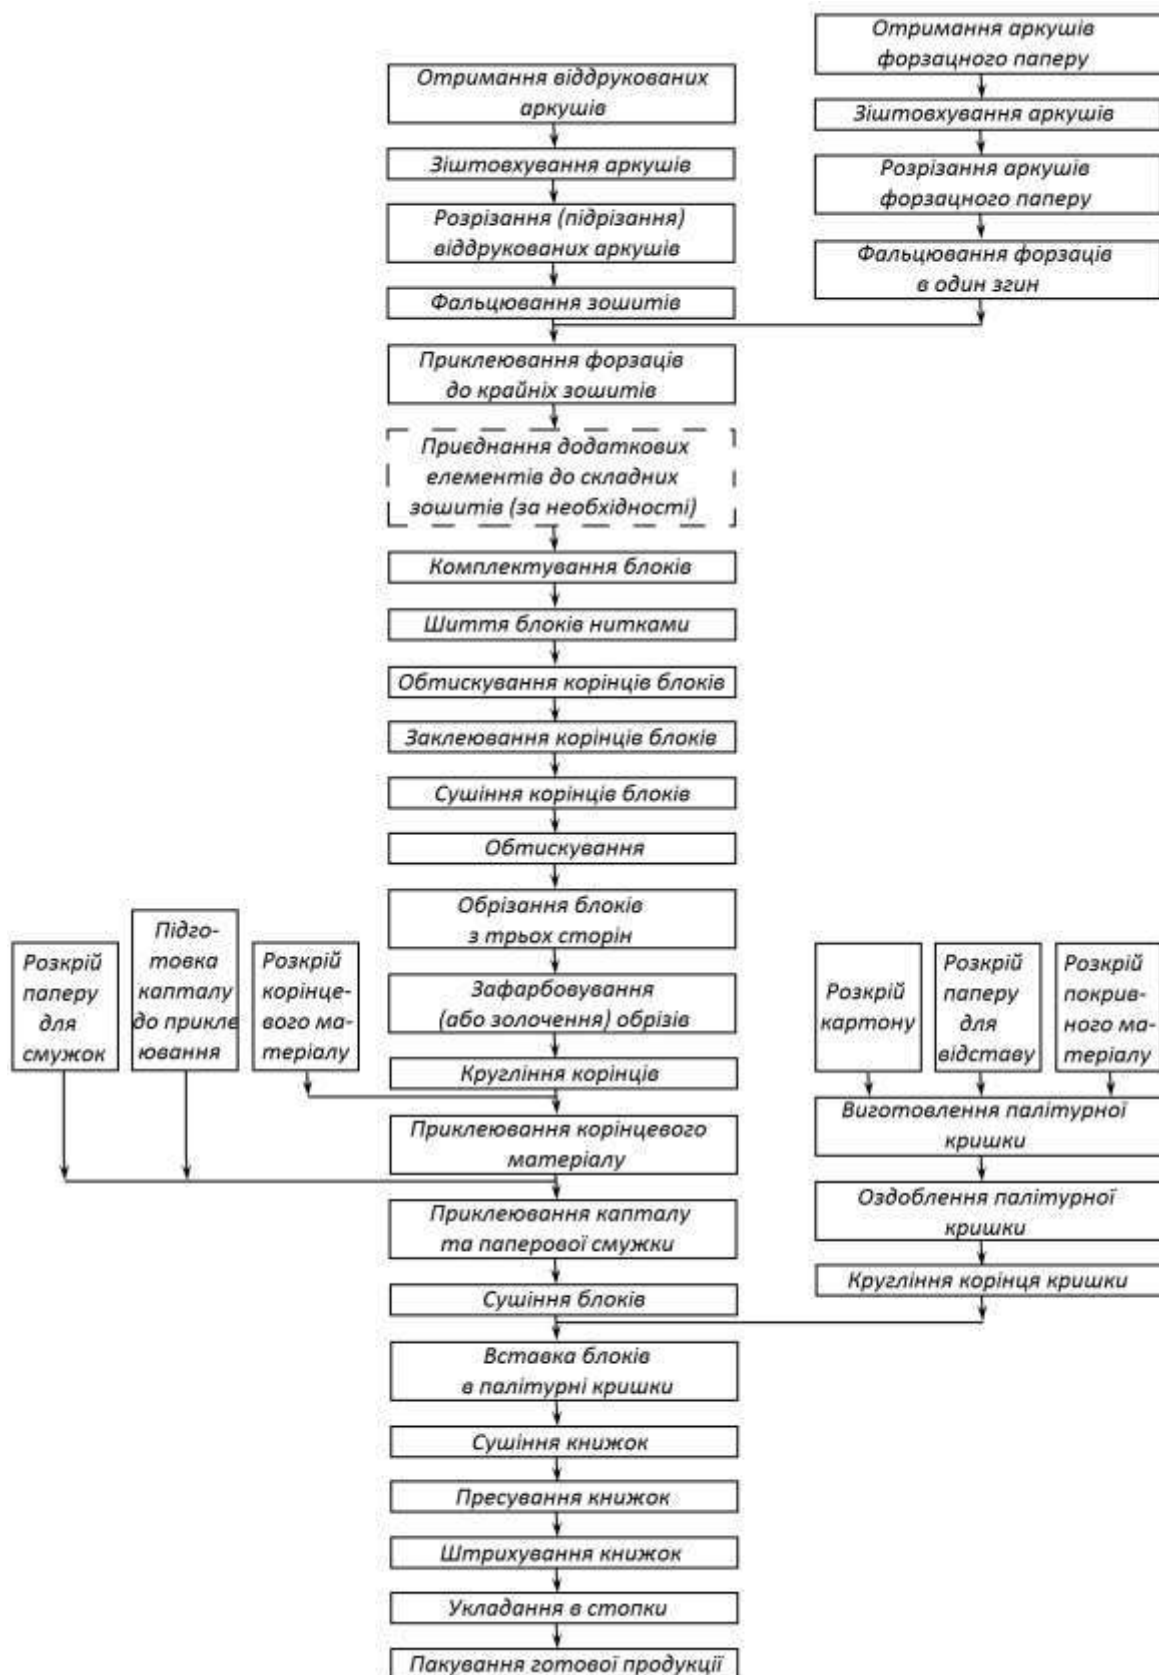 Отримання аркушів
форзацного паперу
Зіштовхування аркушів
Розрізання аркушів
форзацного паперу
Фальцювання форзаців
в один згин
Отримання віддрукованих
аркушів
Зіштовхування аркушів
Розрізання (підрізання)
віддрукованих аркушів
Фальцювання зошитів
Приклеювання форзаців
до крайніх зошитів
Приєднання додаткових
елементів до складних
зошитів (за необхідності)
Комплектування блоків
Шиття блоків нитками
Обтискування корінців блоків
Заклеювання корінців блоків
Сушіння корінців блоків
Обтискування
Обрізання блоків
з трьох сторін
Зафарбовування
(або золочення) обрізів
Кругління корінців
Розкрій
паперу
для
смужок
Підго-
товка
капталу
до прикле
ювання
Розкрій
корінце-
вого ма-
теріалу
Приклеювання корінцевого
матеріалу
Приклеювання капталу
та паперової смужки
Сушіння блоків
Розкрій
картону
Розкрій
паперу
для
відставу
Розкрій
покрив-
ного ма-
теріалу
Виготовлення палітурної
кришки
Оздоблення палітурної
кришки
Кругління корінця кришки
Вставка блоків
в палітурні кришки
Сушіння книжок
Пресування книжок
Штрихування книжок
Укладання в стопки
Пакування готової продукції